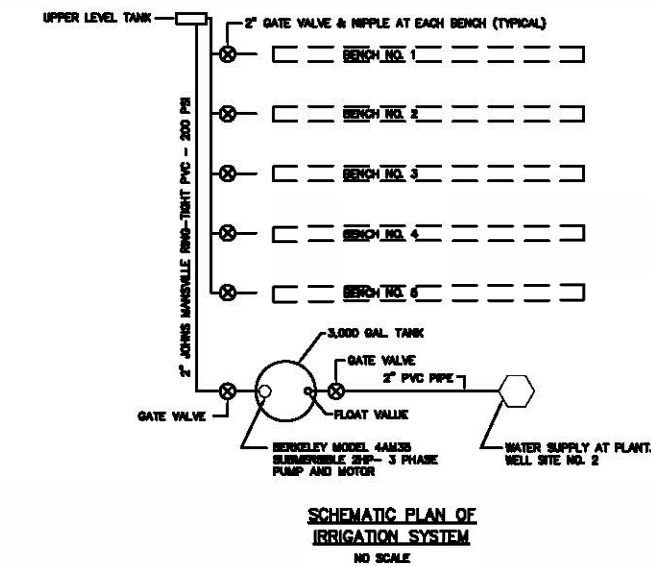 UPPER LEVEL TANK
2" GATE VALVE & NIPPLE AT EACH BENCH (TYPICAL)
BENCH NO. 1
BENCH NO. 2
BENCH NO. 3
BENCH NO. 4
BENCH NO. 5
2" JOHNS MANSVILLE RING-TIGHT PVC - 200 PSI
3,000 GAL. TANK
GATE VALVE
2" PVC PIPE
GATE VALVE
FLOAT VALUE
BERKELEY MODEL 4AM35
SUBMERSIBLE 2HP- 3 PHASE
PUMP AND MOTOR
WATER SUPPLY AT PLANT.
WELL SITE NO. 2
SCHEMATIC PLAN OF
IRRIGATION SYSTEM
NO SCALE